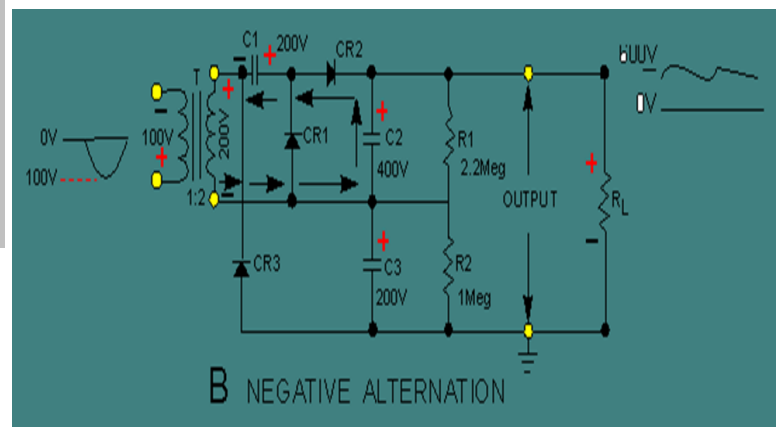 C1
200V
CR2
T
0V
100V
100V
200V
1:2
CR1
C2
400V
R1
2.2Meg
OUTPUT
RL
0V
CR3
C3
200V
R2
1Meg
B NEGATIVE ALTERNATION